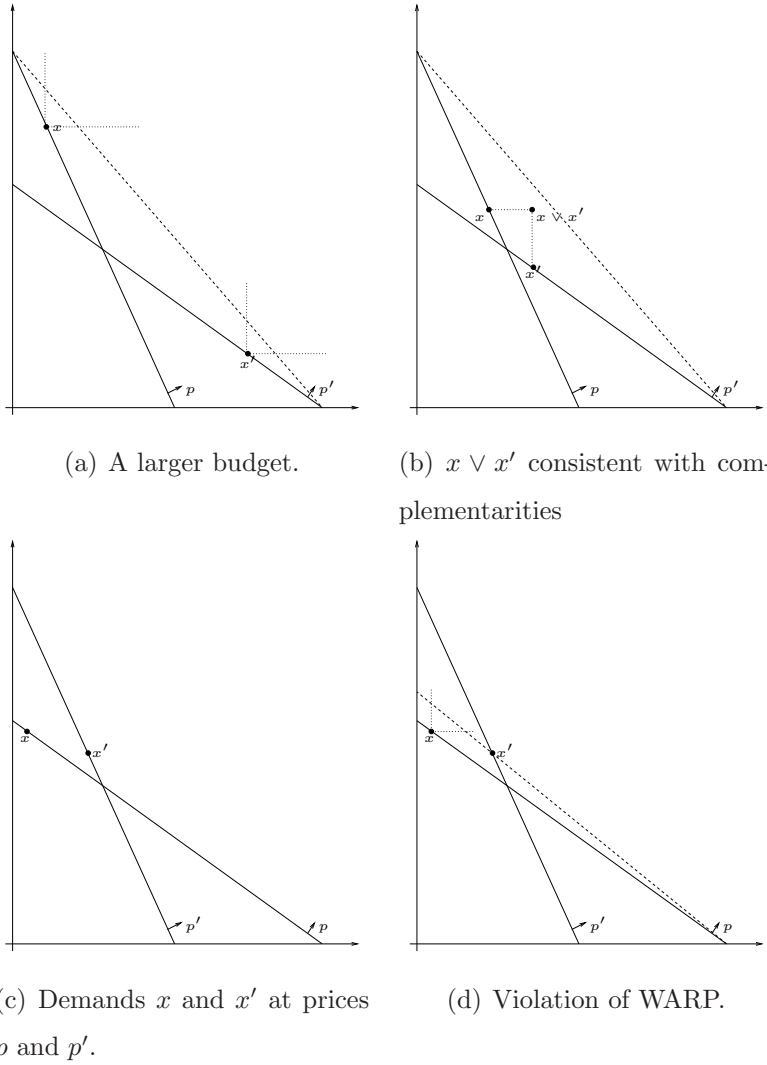 x
x′
p
p′
x
x ∨ x′
x′
p
p′
(a) A larger budget.
(b) x ∨ x′ consistent with com-
plementarities
x
x′
p′
p
x
x′
p′
p
(c) Demands x and x′ at prices
p and p′.
(d) Violation of WARP.